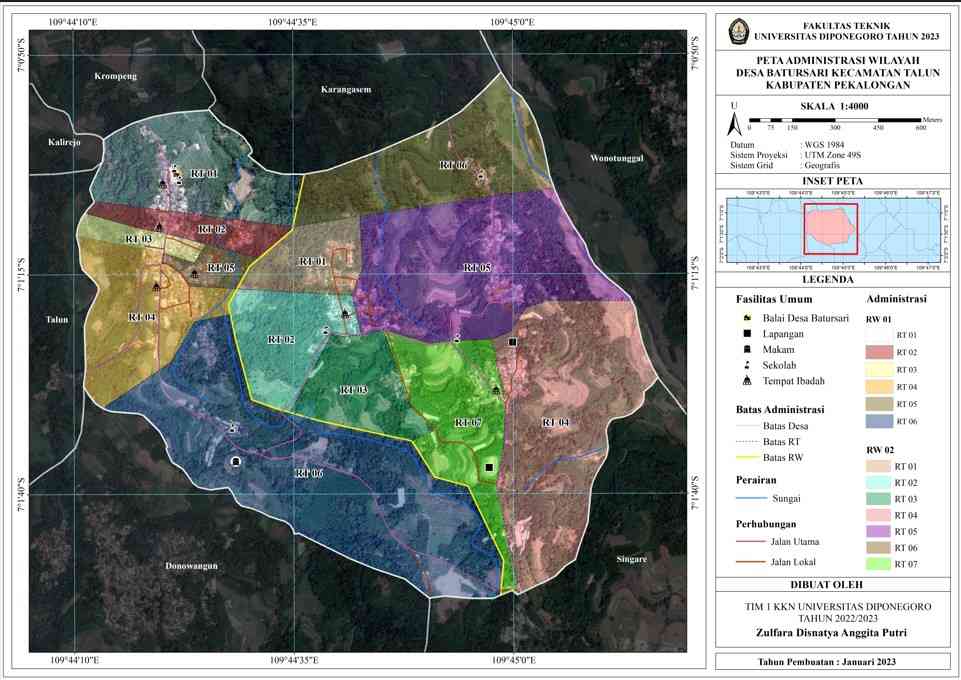 109°44'10"E
109°44'35"E
109°45'0"E
7°0'50"S
7°0'50"S
Krompeng
Karangasem
Kalirejo
Wonotunggal
RT 06
RT 01
RT 02
RT 03
RT 05
RT 01
RT 05
7°1'15"S
7°1'15"S
Talun
RT 04
RT 02
RT 03
RT 07
RT 04
RT 06
7°1'40"S
7°1'40"S
Donowangun
Singare
109°44'10"E
109°44'35"E
109°45'0"E
FAKULTAS TEKNIK
UNIVERSITAS DIPONEGORO TAHUN 2023
PETA ADMINISTRASI WILAYAH
DESA BATURSARI KECAMATAN TALUN
KABUPATEN PEKALONGAN
U
SKALA 1:4000
Meters
0 75 150 300 450 600
Datum : WGS 1984
Sistem Proyeksi : UTM.Zone 49S
Sistem Grid : Geografis
INSET PETA
LEGENDA
Fasilitas Umum
Balai Desa Batursari
Lapangan
Makam
Sekolah
Tempat Ibadah
Batas Administrasi
Batas Desa
Batas RT
Batas RW
Perairan
Sungai
Perhubungan
Jalan Utama
Jalan Lokal
Administrasi
RW 01
RT 01
RT 02
RT 03
RT 04
RT 05
RT 06
RW 02
RT 01
RT 02
RT 03
RT 04
RT 05
RT 06
RT 07
DIBUAT OLEH
TIM 1 KKN UNIVERSITAS DIPONEGORO
TAHUN 2022/2023
Zulfara Disnatya Anggita Putri
Tahun Pembuatan : Januari 2023